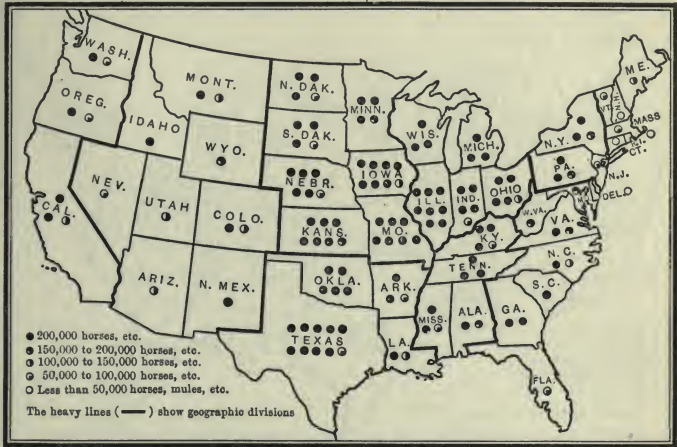 WASH.
OREG.
IDAHO
MONT.
WYO.
N. DAK.
S. DAK.
NEBR.
KANS.
OKLA.
TEXAS
MINN.
IOWA
MO.
ARK.
LA.
WIS.
ILL.
MICH.
IND.
OHIO
KY.
TENN.
MISS.
ALA.
GA.
FLA.
S.C.
N.C.
VA.
W.VA.
PA.
N.Y.
VT.
N.H.
ME.
MASS
R.I.
CT.
N.J.
DEL.
CAL.
NEV.
UTAH
COLO.
ARIZ.
N. MEX.
200,000 horses, etc.
150,000 to 200,000 horses, etc.
100,000 to 150,000 horses, etc.
50,000 to 100,000 horses, etc.
Less than 50,000 horses, mules, etc.
The heavy lines ( — ) show geographic divisions